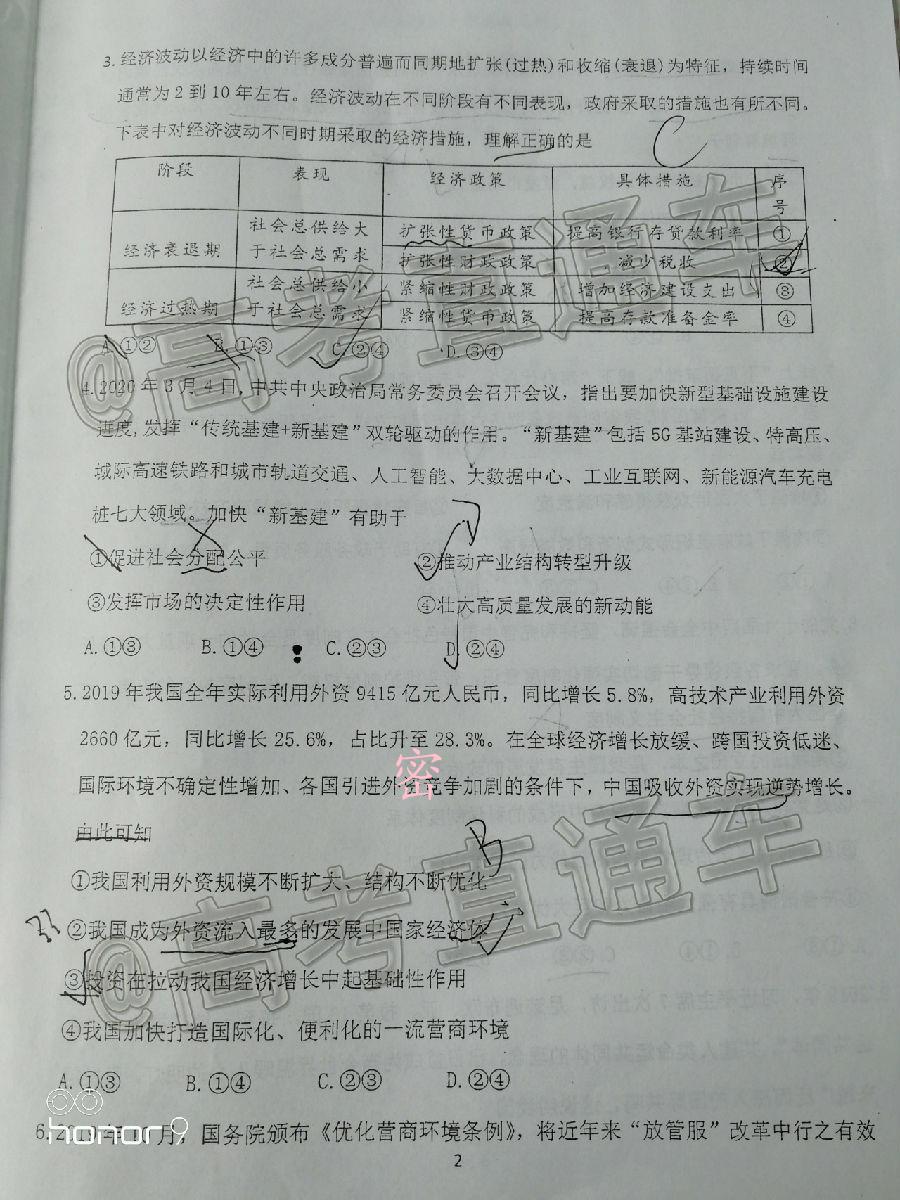 3.经济波动以经济中的许多成分普遍而同期地扩张(过热)和收缩(衰退)为特征，持续时间
通常为2到10年左右。经济波动在不同阶段有不同表现，政府采取的措施也有所不同。
下表中对经济波动不同时期采取的经济措施，理解正确的是
C
阶段 表现 经济政策 具体措施 序号
经济衰退期 社会总供给大于社会总需求 扩张性货币政策 提高银行存贷款利率 ①
扩张性财政政策 减少税收 ②
经济过热期 社会总供给小于社会总需求 紧缩性财政政策 增加经济建设支出 ③
紧缩性货币政策 提高存款准备金率 ④
A.①② B.①③ C.②④ D.③④
4.2020年3月4日，中共中央政治局常务委员会召开会议，指出要加快新型基础设施建设
进度，发挥“传统基建+新基建”双轮驱动的作用。“新基建”包括5G基站建设、特高压、
城际高速铁路和城市轨道交通、人工智能、大数据中心、工业互联网、新能源汽车充电
桩七大领域。加快“新基建”有助于
①促进社会分配公平 ②推动产业结构转型升级
③发挥市场的决定性作用 ④壮大高质量发展的新动能
A.①③ B.①④ C.②③ D.②④
5.2019年我国全年实际利用外资9415亿元人民币，同比增长5.8%，高技术产业利用外资
2660亿元，同比增长25.6%，占比升至28.3%。在全球经济增长放缓、跨国投资低迷、
密
国际环境不确定性增加、各国引进外资竞争加剧的条件下，中国吸收外资实现逆势增长。
由此可知
B
①我国利用外资规模不断扩大、结构不断优化
②我国成为外资流入最多的发展中国家经济体
③投资在拉动我国经济增长中起基础性作用
④我国加快打造国际化、便利化的一流营商环境
A.①③ B.①④ C.②③ D.②④
6.2019年10月，国务院颁布《优化营商环境条例》，将近年来“放管服”改革中行之有效
2
@高考直通车
@高考直通车
honor9